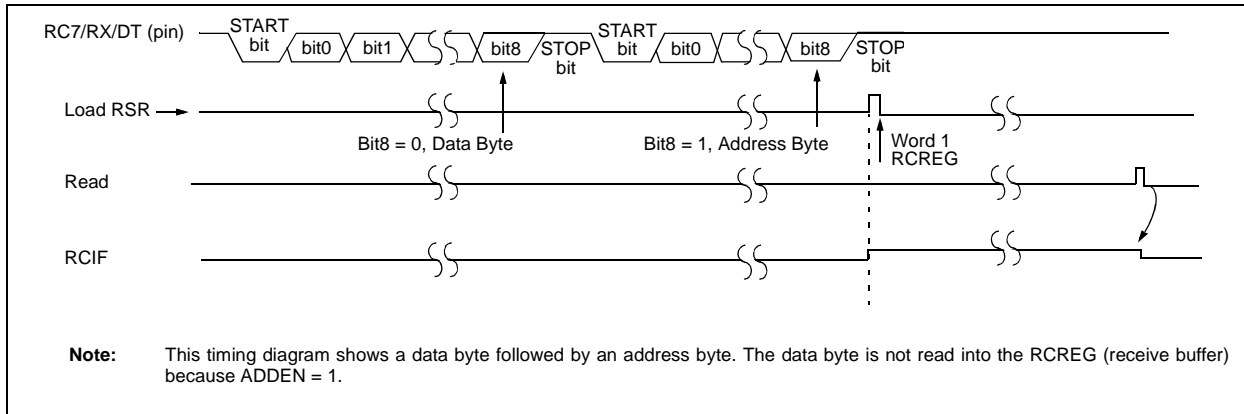 RC7/RX/DT (pin)
START
bit
bit0
bit1
bit8
STOP
bit
START
bit
bit0
bit8
STOP
bit
Load RSR
Bit8 = 0, Data Byte
Bit8 = 1, Address Byte
Word 1
RCREG
Read
RCIF
Note: This timing diagram shows a data byte followed by an address byte. The data byte is not read into the RCREG (receive buffer)
because ADDEN = 1.